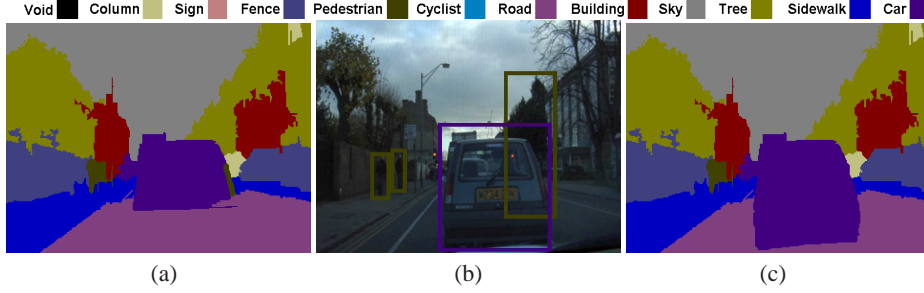 Void Column Sign Fence Pedestrian Cyclist Road Building Sky Tree Sidewalk Car
(a) (b) (c)